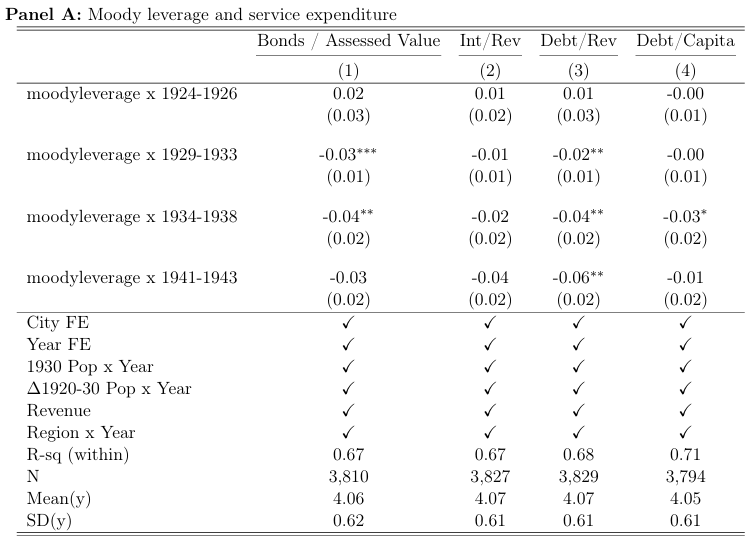 Panel A: Moody leverage and service expenditure
Bonds / Assessed Value Int/Rev Debt/Rev Debt/Capita
(1) (2) (3) (4)
moodyleverage x 1924-1926 0.02 0.01 0.01 -0.00
(0.03) (0.02) (0.03) (0.01)
moodyleverage x 1929-1933 -0.03*** -0.01 -0.02** -0.00
(0.01) (0.01) (0.01) (0.01)
moodyleverage x 1934-1938 -0.04** -0.02 -0.04** -0.03*
(0.02) (0.02) (0.02) (0.02)
moodyleverage x 1941-1943 -0.03 -0.04 -0.06** -0.01
(0.02) (0.02) (0.02) (0.02)
City FE ✓ ✓ ✓ ✓
Year FE ✓ ✓ ✓ ✓
1930 Pop x Year ✓ ✓ ✓ ✓
Δ1920-30 Pop x Year ✓ ✓ ✓ ✓
Revenue ✓ ✓ ✓ ✓
Region x Year ✓ ✓ ✓ ✓
R-sq (within) 0.67 0.67 0.68 0.71
N 3,810 3,827 3,829 3,794
Mean(y) 4.06 4.07 4.07 4.05
SD(y) 0.62 0.61 0.61 0.61